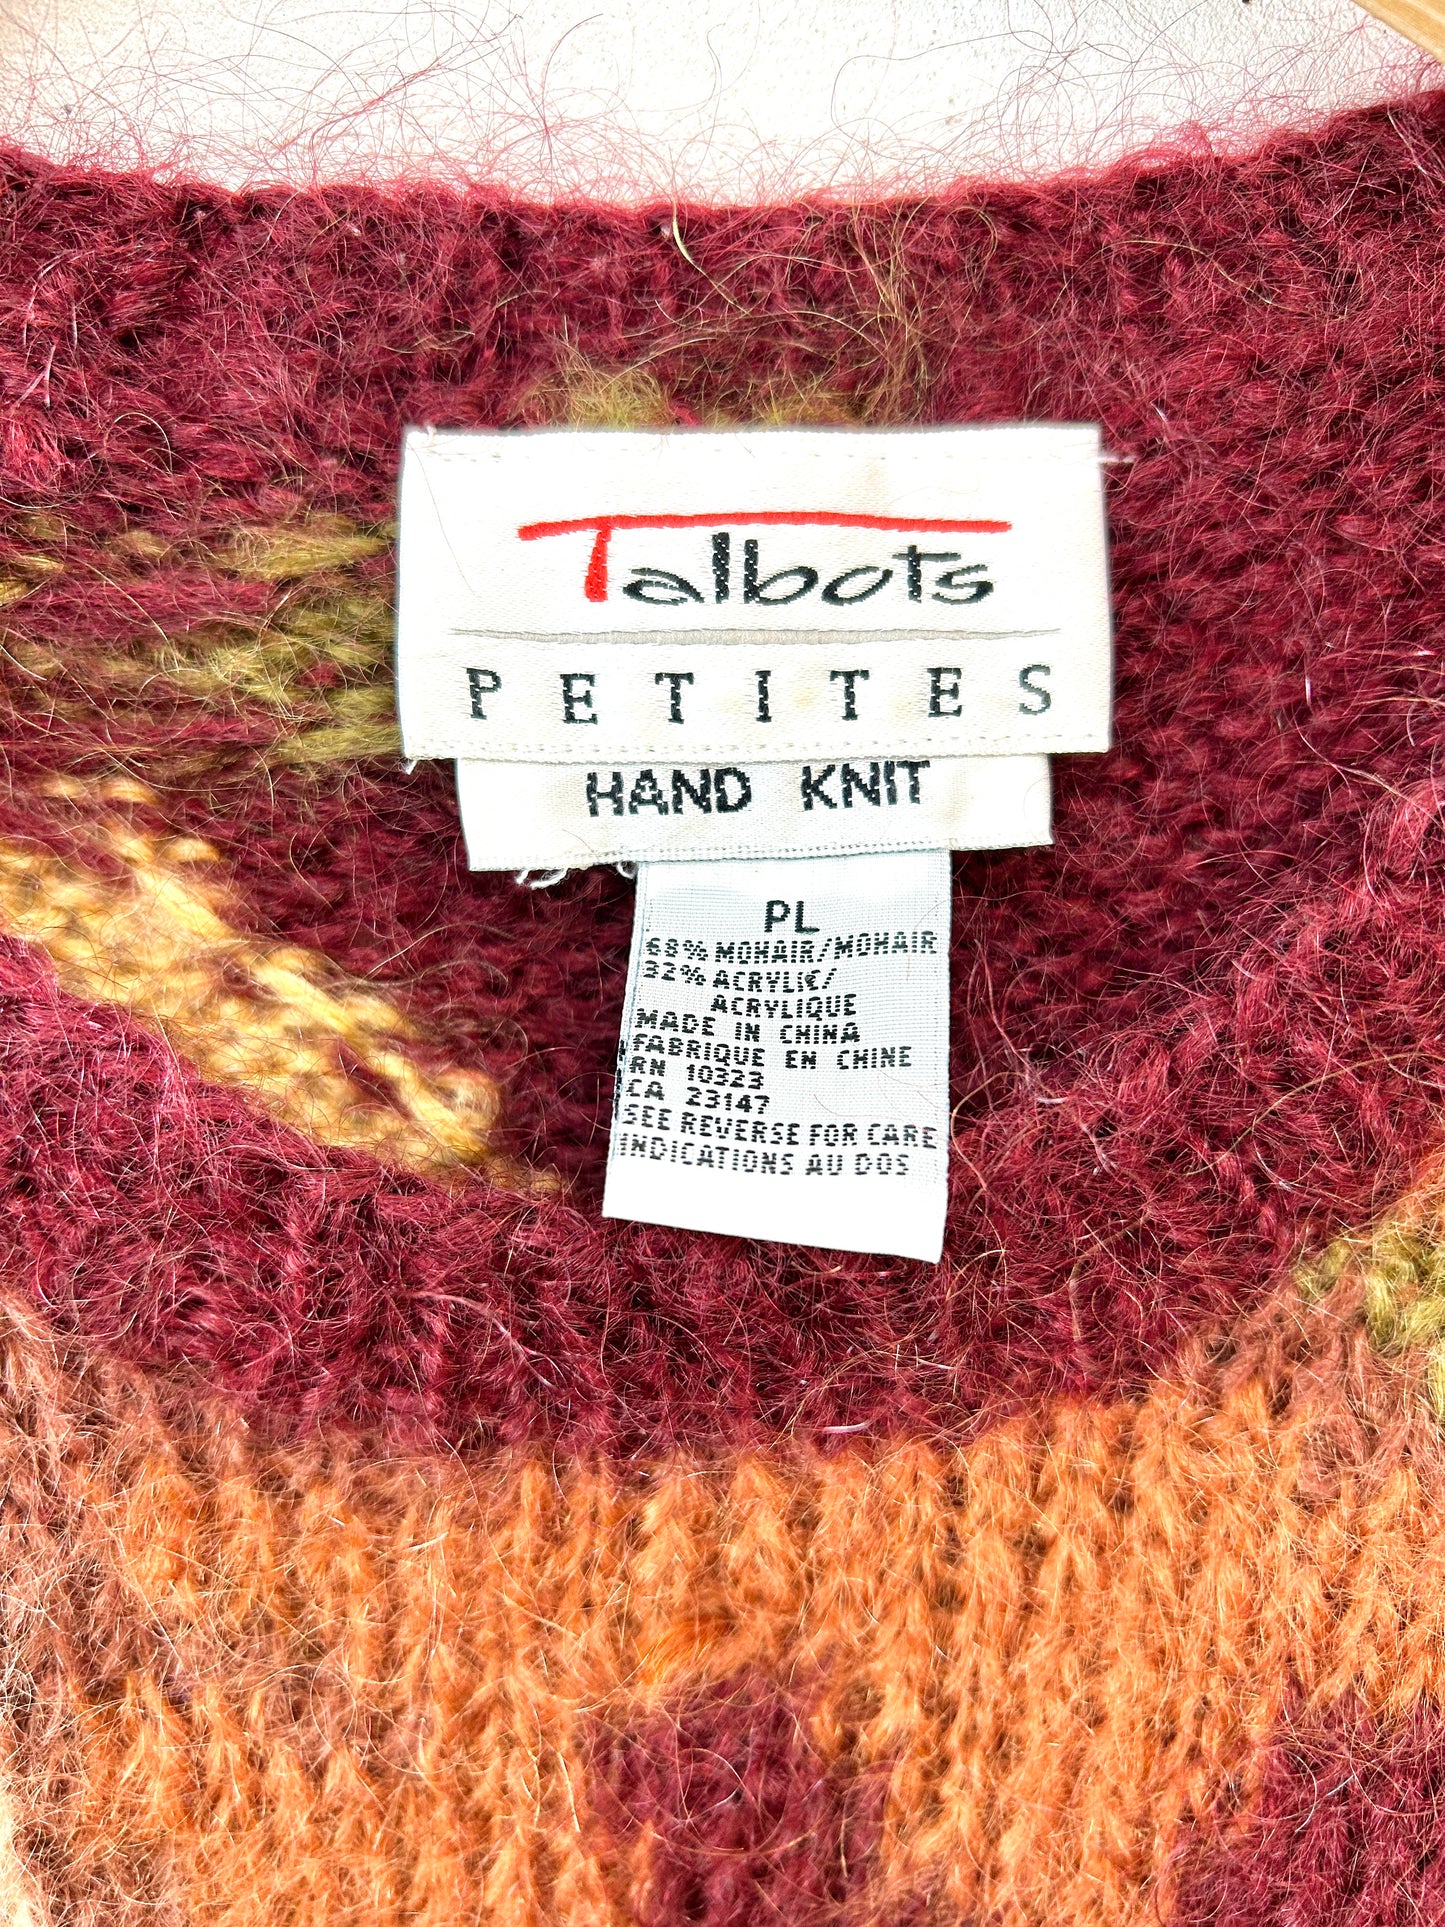 Talbots
PETITES
HAND KNIT
PL
68% MOHAIR/MOHAIR
32% ACRYLIC/
ACRYLIQUE
MADE IN CHINA
FABRIQUE EN CHINE
RN 10323
CA 23147
SEE REVERSE FOR CARE
INDICATIONS AU DOS